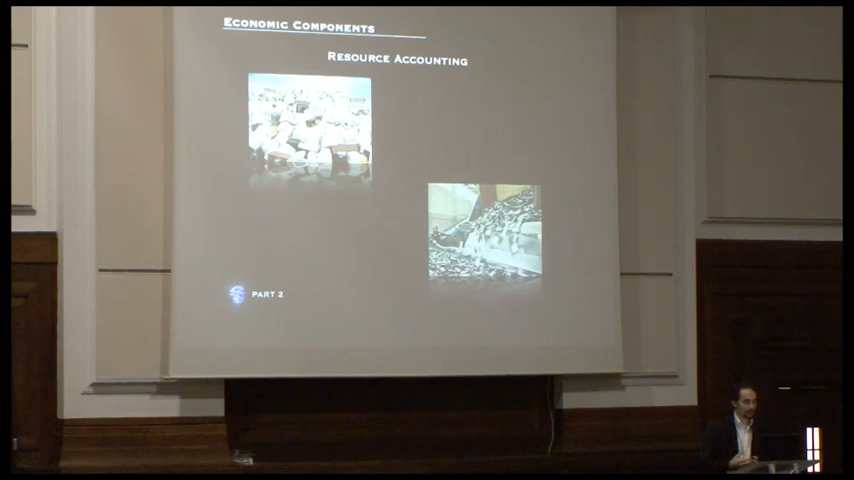 ECONOMIC COMPONENTS
RESOURCE ACCOUNTING
PART 2